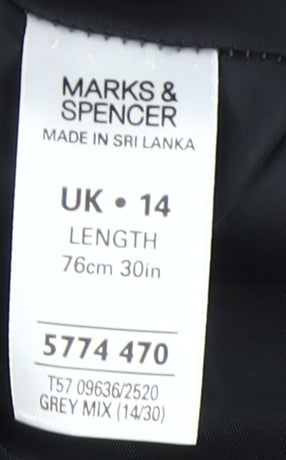 MARKS &
SPENCER
MADE IN SRI LANKA
UK • 14
LENGTH
76cm 30in
5774 470
T57 09636/2520
GREY MIX (14/30)